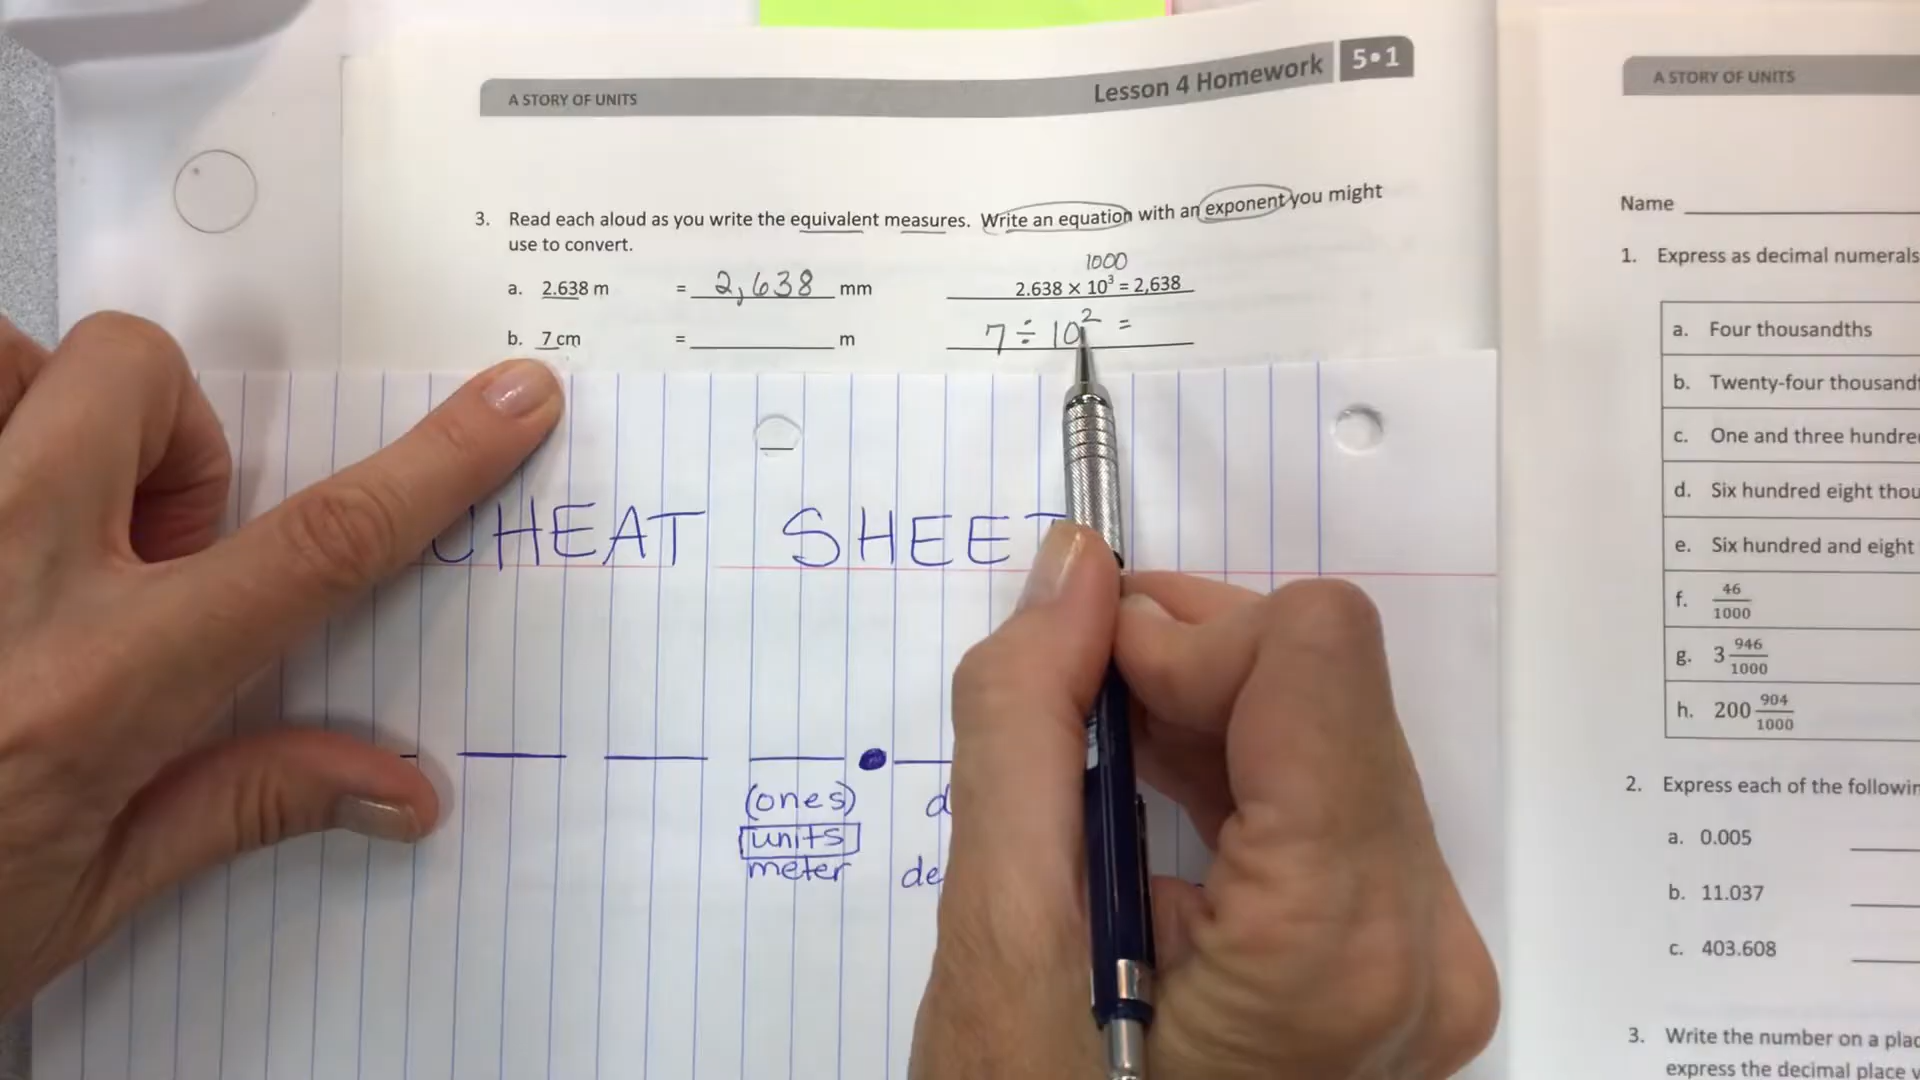 A STORY OF UNITS
Lesson 4 Homework 5•1
3. Read each aloud as you write the equivalent measures. Write an equation with an exponent you might
use to convert.
1000
a. 2.638 m = 2,638 mm 2.638 × 10³ = 2,638
b. 7 cm = m 7 ÷ 10² =
CHEAT SHEET
(ones) d
units
meter de
A STORY OF UNITS
Name
1. Express as decimal numerals
a. Four thousandths
b. Twenty-four thousandt
c. One and three hundre
d. Six hundred eight thou
e. Six hundred and eight
f. 46/1000
g. 3 946/1000
h. 200 904/1000
2. Express each of the followin
a. 0.005
b. 11.037
c. 403.608
3. Write the number on a plac
express the decimal place v